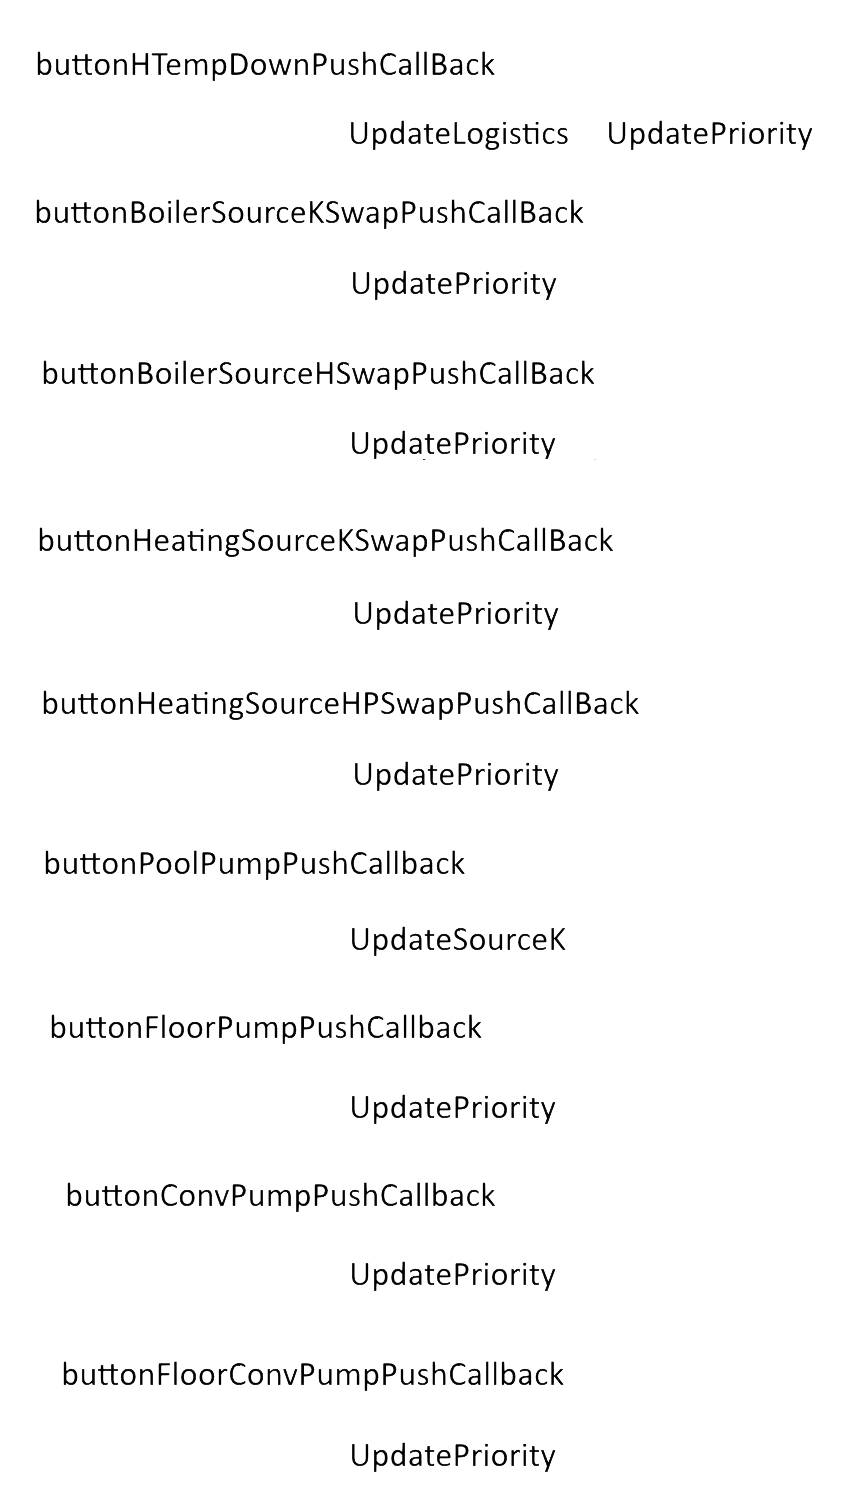 buttonHTempDownPushCallBack
UpdateLogistics UpdatePriority
buttonBoilerSourceKSwapPushCallBack
UpdatePriority
buttonBoilerSourceHSwapPushCallBack
UpdatePriority
buttonHeatingSourceKSwapPushCallBack
UpdatePriority
buttonHeatingSourceHPSwapPushCallBack
UpdatePriority
buttonPoolPumpPushCallback
UpdateSourceK
buttonFloorPumpPushCallback
UpdatePriority
buttonConvPumpPushCallback
UpdatePriority
buttonFloorConvPumpPushCallback
UpdatePriority